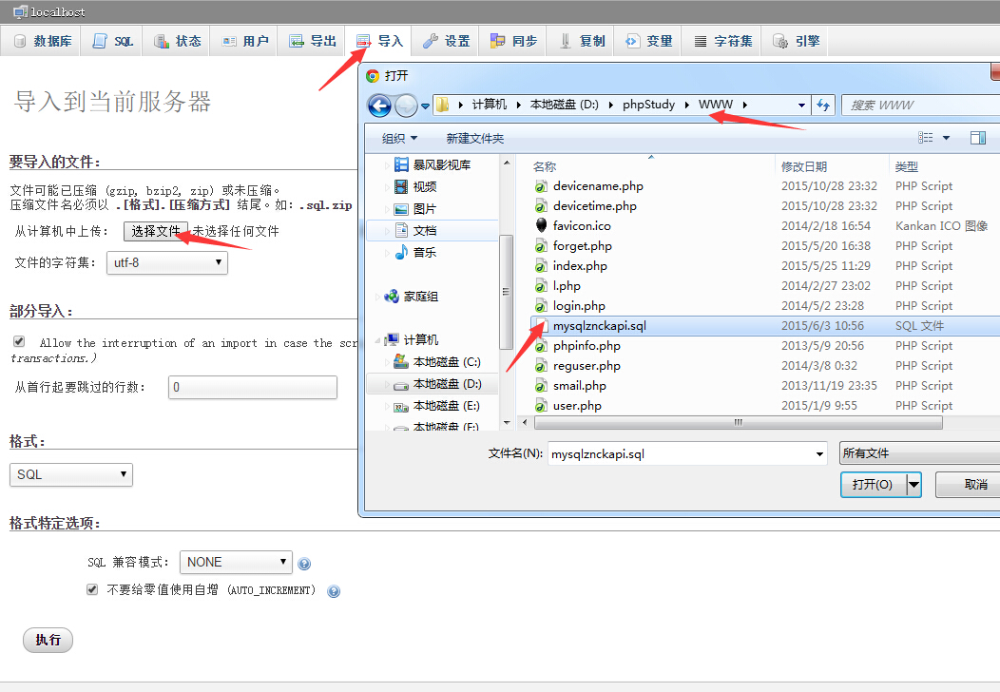 localhost
数据库 SQL 状态 用户 导出 导入 设置 同步 复制 变量 字符集 引擎
导入到当前服务器
要导入的文件:
文件可能已压缩 (gzip, bzip2, zip) 或未压缩。
压缩文件名必须以 .[格式].[压缩方式] 结尾。如: .sql.zip
从计算机中上传: 选择文件 未选择任何文件
文件的字符集: utf-8
部分导入:
Allow the interruption of an import in case the scr
transactions.)
从首行起要跳过的行数: 0
格式:
SQL
格式特定选项:
SQL 兼容模式: NONE
不要给零值使用自增 (AUTO_INCREMENT)
执行
打开
计算机 本地磁盘 (D:) phpStudy WWW 搜索 WWW
组织 新建文件夹
暴风影视库
视频
图片
文档
音乐
家庭组
计算机
本地磁盘 (C:)
本地磁盘 (D:)
本地磁盘 (E:)
本地磁盘 (F:)
名称 修改日期 类型
devicename.php 2015/10/28 23:32 PHP Script
devicetime.php 2015/10/28 23:32 PHP Script
favicon.ico 2014/2/18 16:54 Kankan ICO 图像
forget.php 2015/5/20 16:38 PHP Script
index.php 2015/5/25 11:29 PHP Script
l.php 2014/2/27 23:02 PHP Script
login.php 2014/5/2 23:28 PHP Script
mysqlznckapi.sql 2015/6/3 10:56 SQL 文件
phpinfo.php 2013/5/9 20:56 PHP Script
reguser.php 2014/3/8 0:32 PHP Script
smail.php 2013/11/19 23:35 PHP Script
user.php 2015/1/9 9:55 PHP Script
文件名(N): mysqlznckapi.sql 所有文件
打开(O) 取消